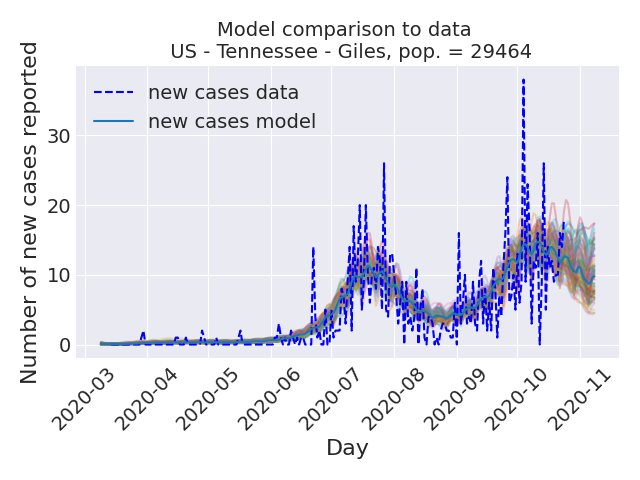 Model comparison to data
US - Tennessee - Giles, pop. = 29464
new cases data
new cases model
Number of new cases reported
30
20
10
0
2020-03
2020-04
2020-05
2020-06
2020-07
2020-08
2020-09
2020-10
2020-11
Day